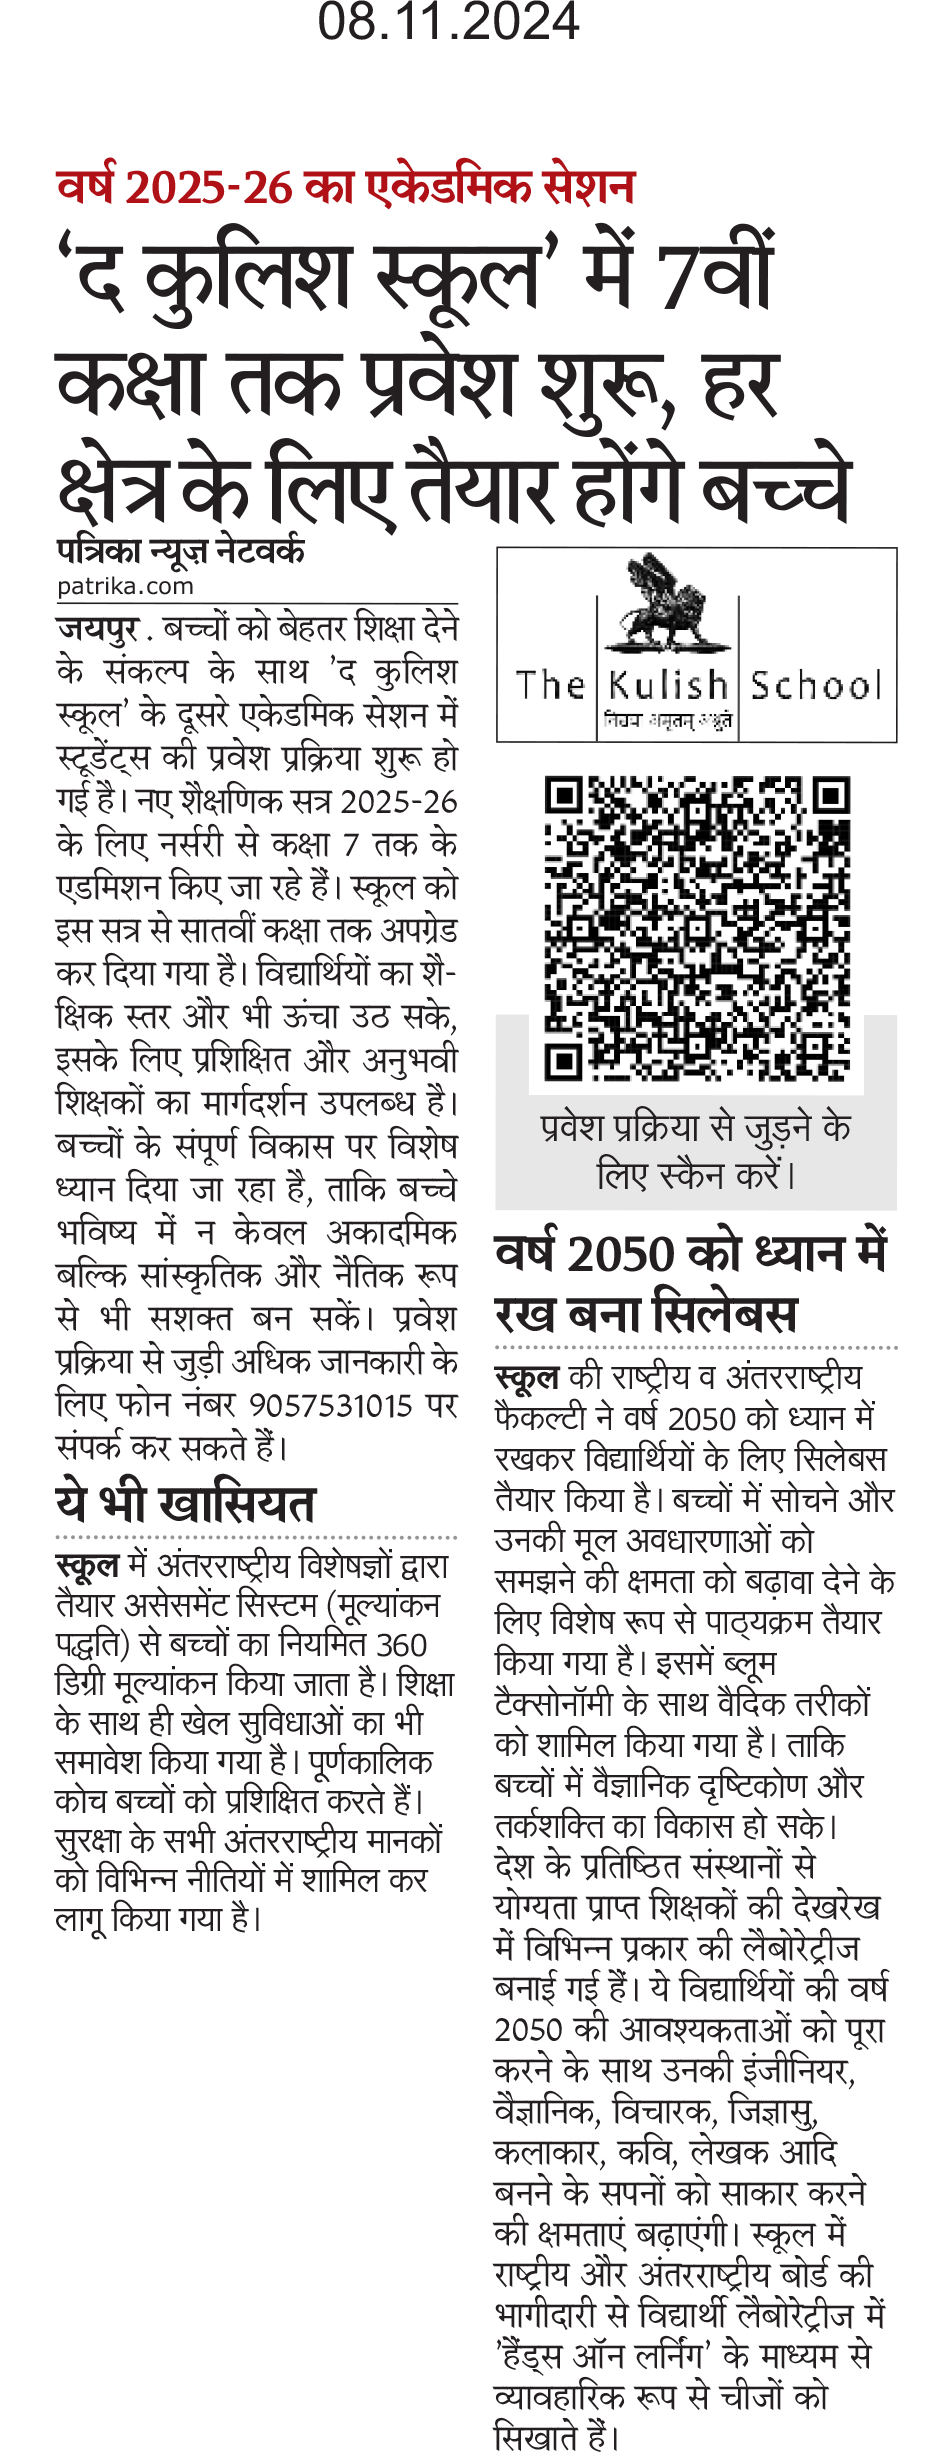 08.11.2024
वर्ष 2025-26 का एकेडमिक सेशन
‘द कुलिश स्कूल’ में 7वीं
कक्षा तक प्रवेश शुरू, हर
क्षेत्र के लिए तैयार होंगे बच्चे
पत्रिका न्यूज़ नेटवर्क
patrika.com
जयपुर . बच्चों को बेहतर शिक्षा देने
के संकल्प के साथ ’द कुलिश
स्कूल’ के दूसरे एकेडमिक सेशन में
स्टूडेंट्स की प्रवेश प्रक्रिया शुरू हो
गई है। नए शैक्षणिक सत्र 2025-26
के लिए नर्सरी से कक्षा 7 तक के
एडमिशन किए जा रहे हैं। स्कूल को
इस सत्र से सातवीं कक्षा तक अपग्रेड
कर दिया गया है। विद्यार्थियों का शै-
क्षिक स्तर और भी ऊंचा उठ सके,
इसके लिए प्रशिक्षित और अनुभवी
शिक्षकों का मार्गदर्शन उपलब्ध है।
बच्चों के संपूर्ण विकास पर विशेष
ध्यान दिया जा रहा है, ताकि बच्चे
भविष्य में न केवल अकादमिक
बल्कि सांस्कृतिक और नैतिक रूप
से भी सशक्त बन सकें। प्रवेश
प्रक्रिया से जुड़ी अधिक जानकारी के
लिए फोन नंबर 9057531015 पर
संपर्क कर सकते हैं।
ये भी खासियत
स्कूल में अंतरराष्ट्रीय विशेषज्ञों द्वारा
तैयार असेसमेंट सिस्टम (मूल्यांकन
पद्धति) से बच्चों का नियमित 360
डिग्री मूल्यांकन किया जाता है। शिक्षा
के साथ ही खेल सुविधाओं का भी
समावेश किया गया है। पूर्णकालिक
कोच बच्चों को प्रशिक्षित करते हैं।
सुरक्षा के सभी अंतरराष्ट्रीय मानकों
को विभिन्न नीतियों में शामिल कर
लागू किया गया है।
The Kulish School
प्रवेश प्रक्रिया से जुड़ने के
लिए स्कैन करें।
वर्ष 2050 को ध्यान में
रख बना सिलेबस
स्कूल की राष्ट्रीय व अंतरराष्ट्रीय
फैकल्टी ने वर्ष 2050 को ध्यान में
रखकर विद्यार्थियों के लिए सिलेबस
तैयार किया है। बच्चों में सोचने और
उनकी मूल अवधारणाओं को
समझने की क्षमता को बढ़ावा देने के
लिए विशेष रूप से पाठ्यक्रम तैयार
किया गया है। इसमें ब्लूम
टैक्सोनॉमी के साथ वैदिक तरीकों
को शामिल किया गया है। ताकि
बच्चों में वैज्ञानिक दृष्टिकोण और
तर्कशक्ति का विकास हो सके।
देश के प्रतिष्ठित संस्थानों से
योग्यता प्राप्त शिक्षकों की देखरेख
में विभिन्न प्रकार की लैबोरेट्रीज
बनाई गई हैं। ये विद्यार्थियों की वर्ष
2050 की आवश्यकताओं को पूरा
करने के साथ उनकी इंजीनियर,
वैज्ञानिक, विचारक, जिज्ञासु,
कलाकार, कवि, लेखक आदि
बनने के सपनों को साकार करने
की क्षमताएं बढ़ाएंगी। स्कूल में
राष्ट्रीय और अंतरराष्ट्रीय बोर्ड की
भागीदारी से विद्यार्थी लैबोरेट्रीज में
’हैंड्स ऑन लर्निंग’ के माध्यम से
व्यावहारिक रूप से चीजों को
सिखाते हैं।